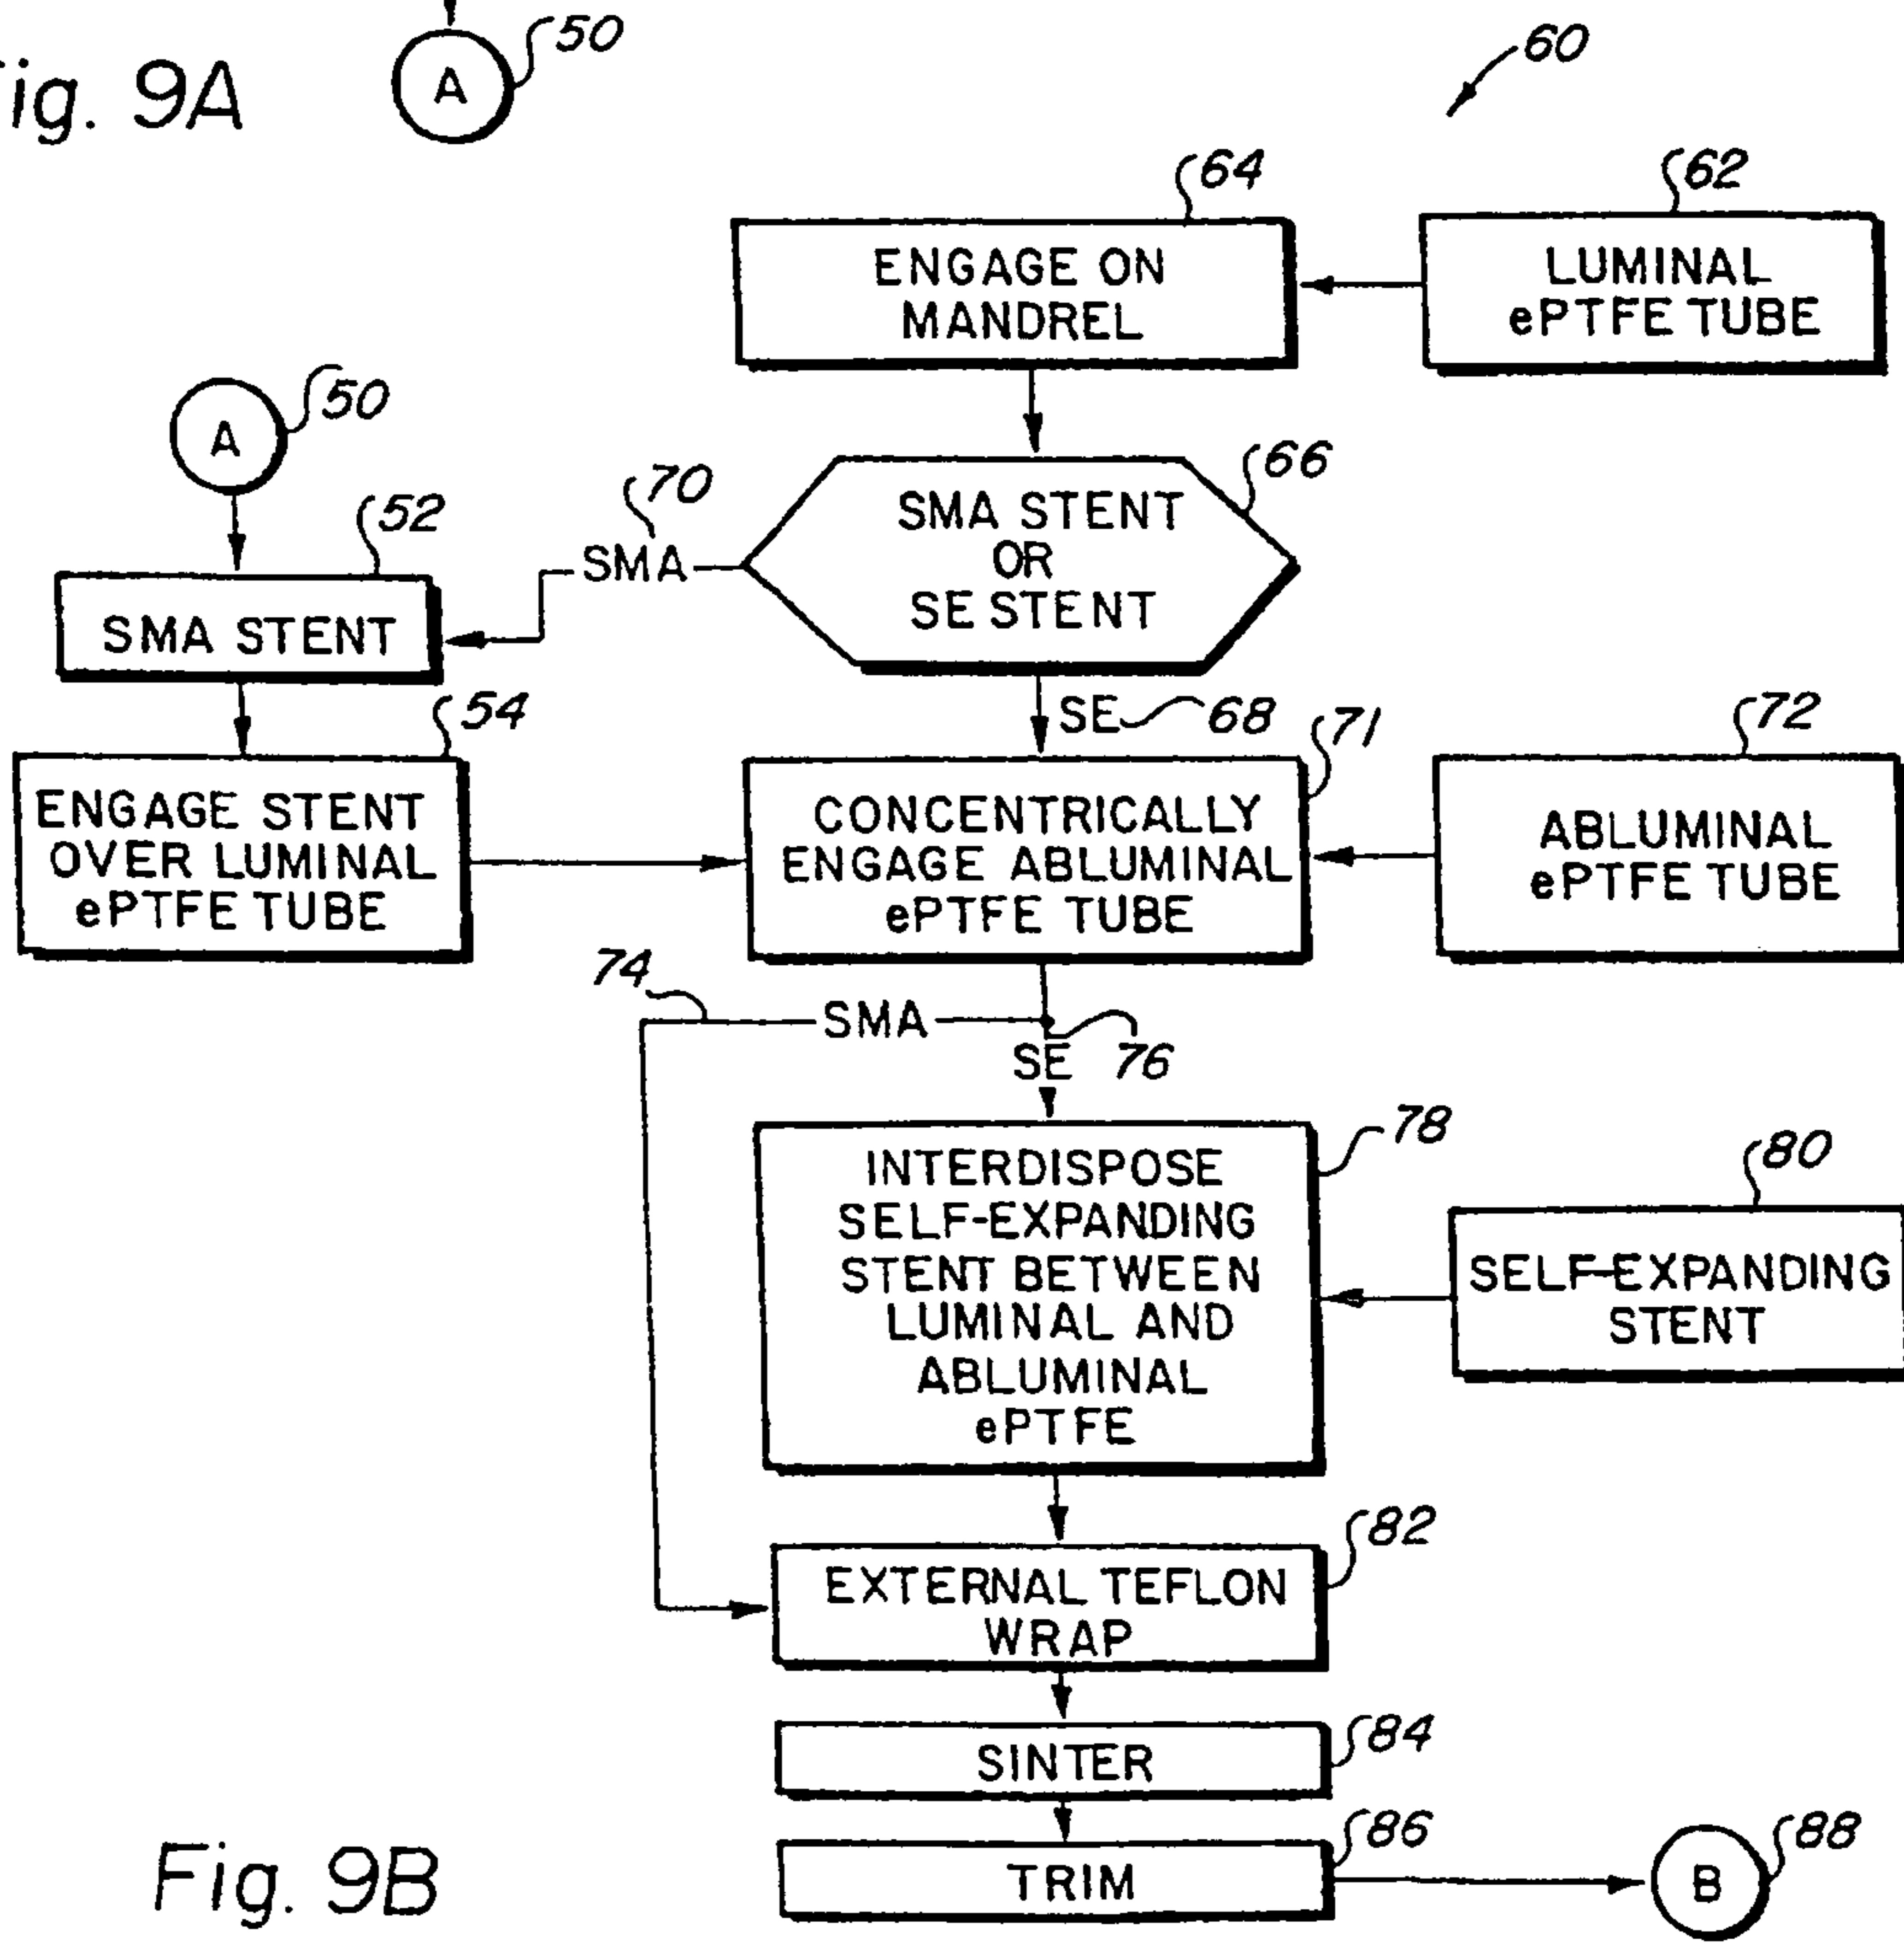 ig. 9A
A
50
60
64
62
ENGAGE ON
MANDREL
LUMINAL
ePTFE TUBE
A
50
66
70
52
SMA STENT
OR
SE STENT
SMA
SMA STENT
SE
68
54
71
72
ENGAGE STENT
OVER LUMINAL
ePTFE TUBE
CONCENTRICALLY
ENGAGE ABLUMINAL
ePTFE TUBE
ABLUMINAL
ePTFE TUBE
74
SMA
SE
76
78
80
INTERDISPOSE
SELF-EXPANDING
STENT BETWEEN
LUMINAL AND
ABLUMINAL
ePTFE
SELF-EXPANDING
STENT
82
EXTERNAL TEFLON
WRAP
84
SINTER
86
88
TRIM
B
Fig. 9B